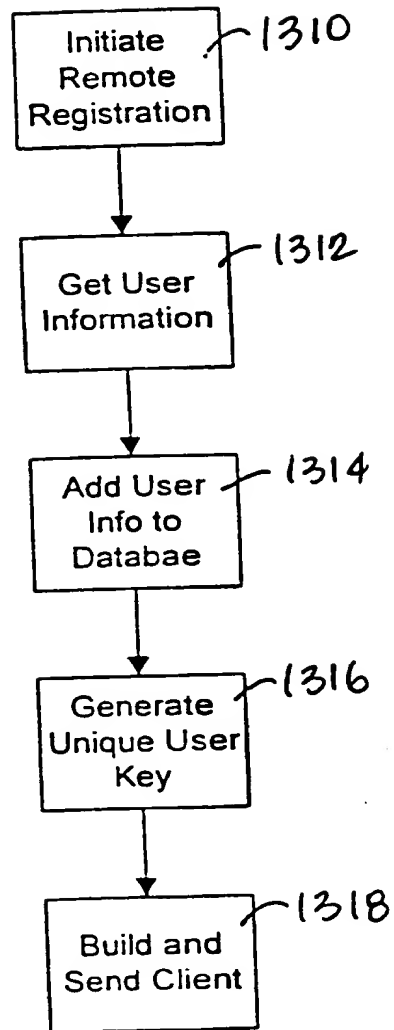 Initiate
Remote
Registration
1310
Get User
Information
1312
Add User
Info to
Databae
1314
Generate
Unique User
Key
1316
Build and
Send Client
1318